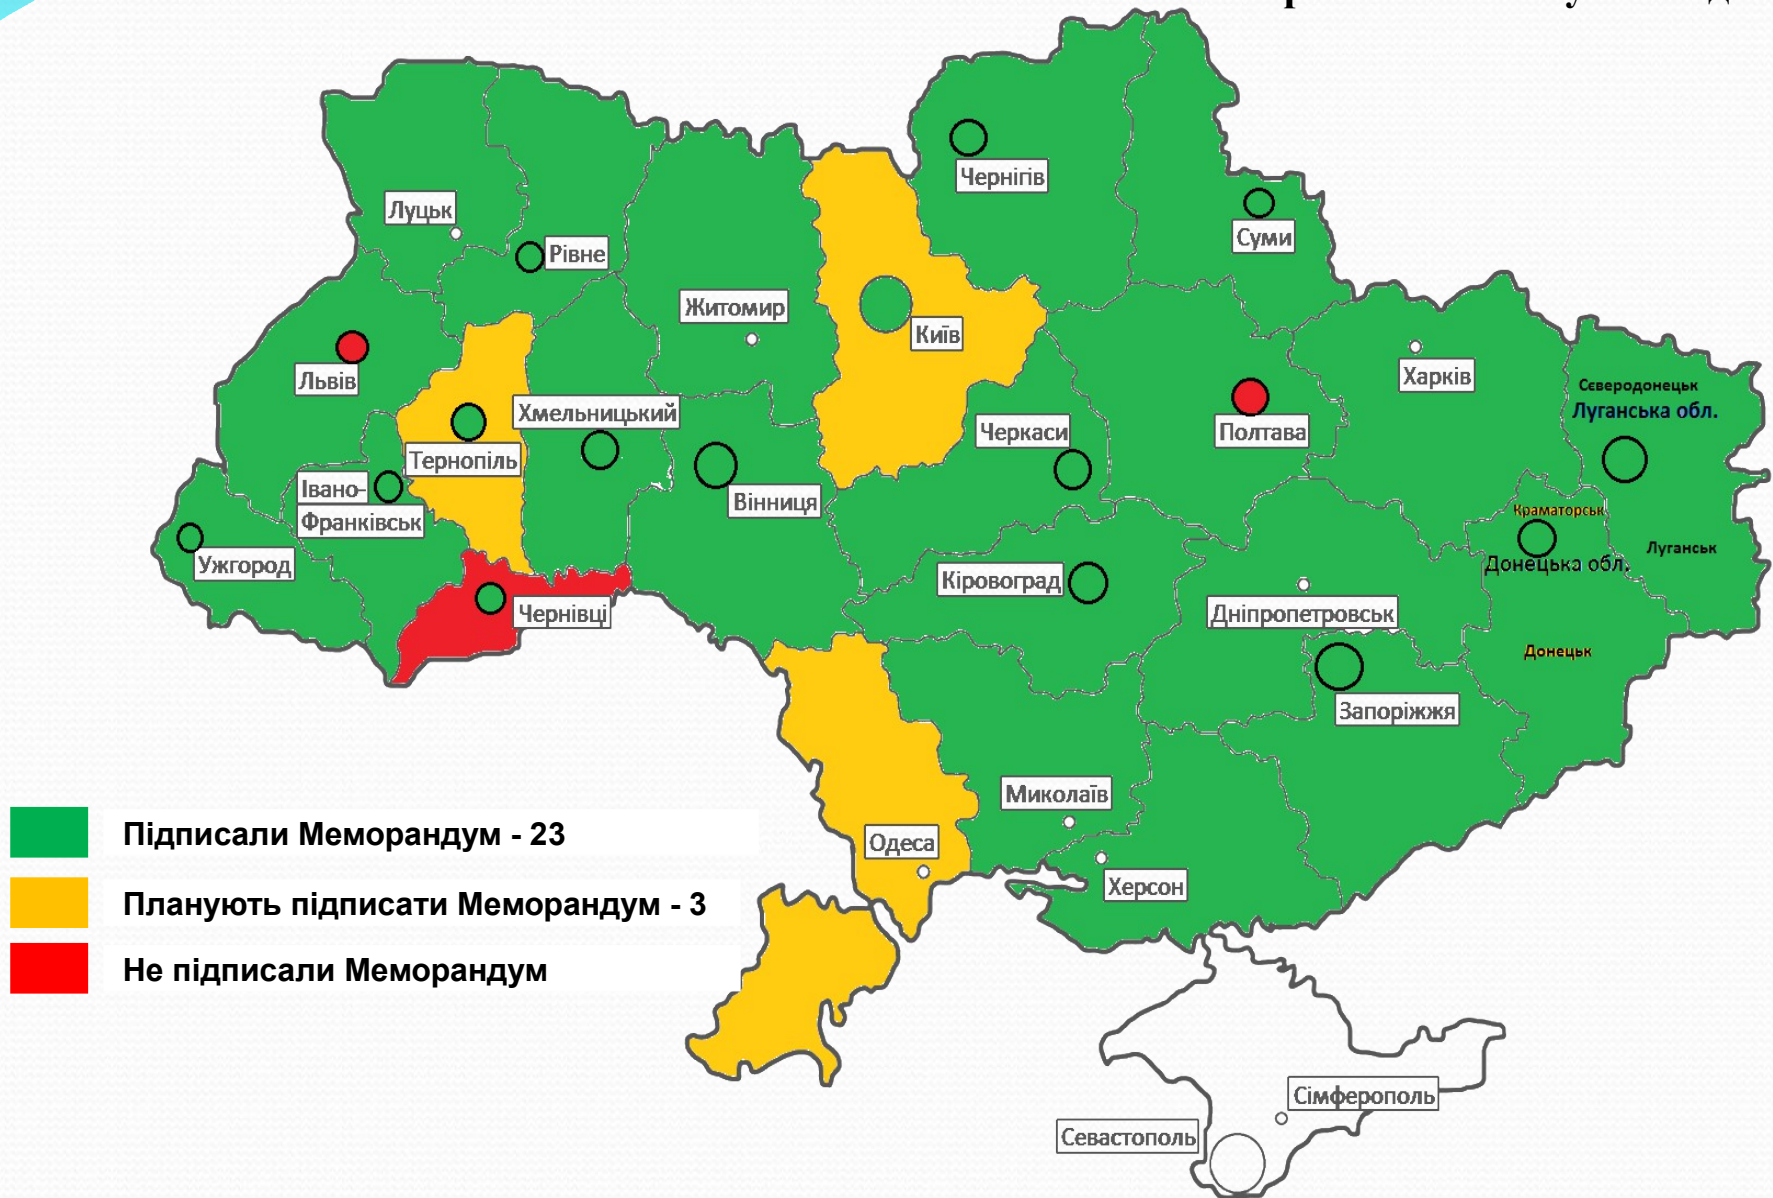 Чернігів
Луцьк
Суми
Рівне
Житомир
Київ
Львів
Харків
Сєверодонецьк
Луганська обл.
Хмельницький
Черкаси
Полтава
Тернопіль
Івано-
Франківськ
Вінниця
Краматорськ
Луганськ
Ужгород
Донецька обл.
Кіровоград
Чернівці
Дніпропетровськ
Донецьк
Запоріжжя
Миколаїв
Одеса
Херсон
Підписали Меморандум - 23
Планують підписати Меморандум - 3
Не підписали Меморандум
Сімферополь
Севастополь